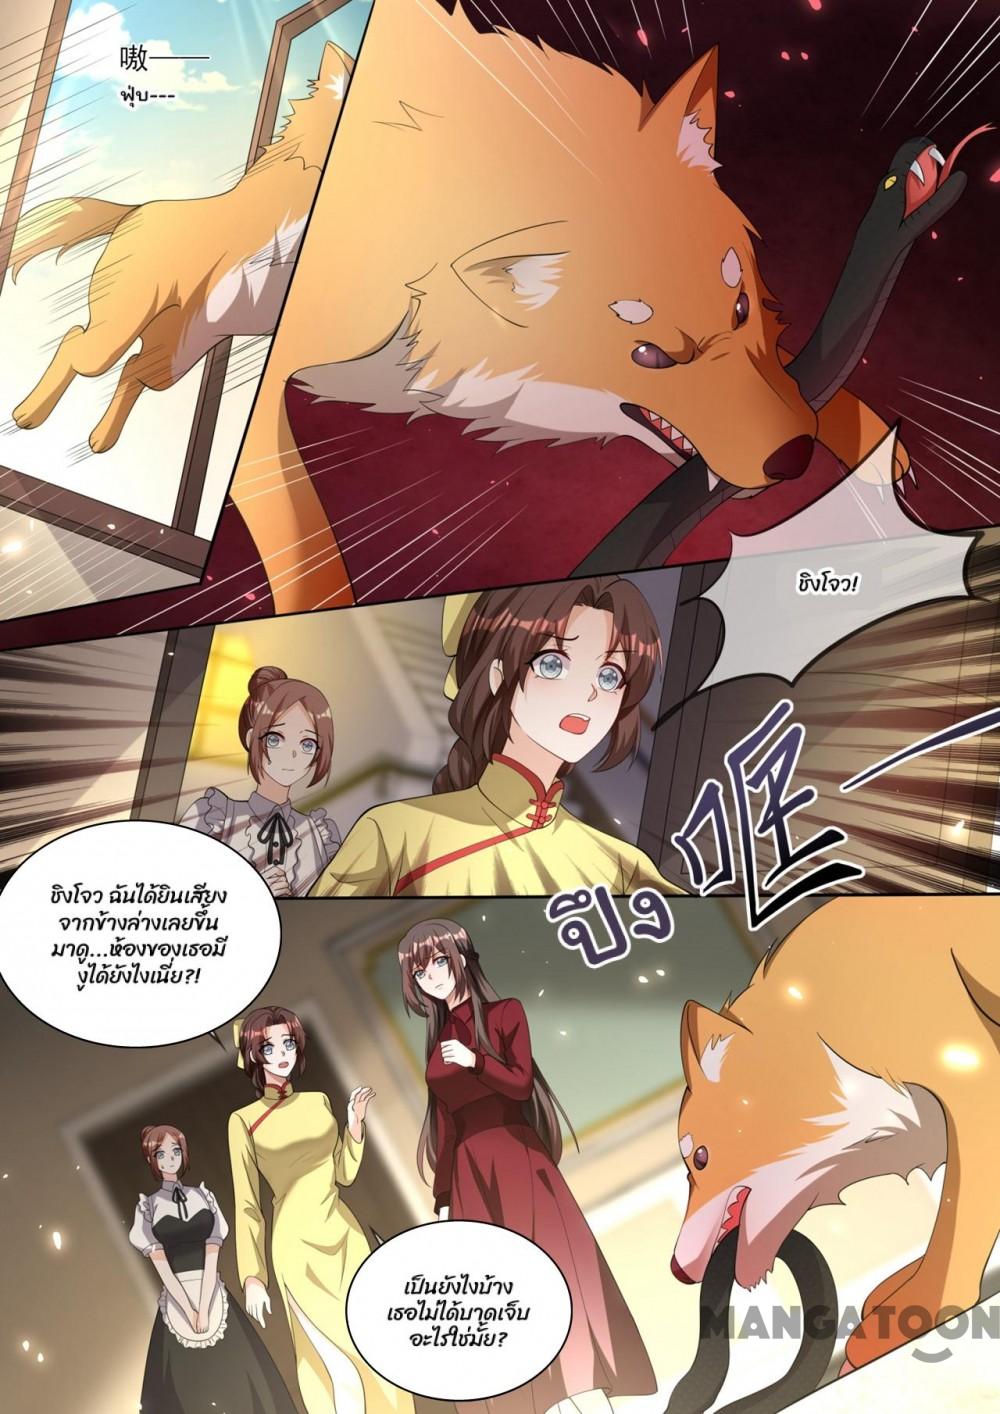 嗷——
ฟุ่บ---
ชิงโจว!
哐—
ปึง
ชิงโจว ฉันได้ยินเสียง
จากข้างล่างเลยขึ้น
มาดู...ห้องของเธอมี
งูได้ยังไงเนี่ย?!
เป็นยังไงบ้าง
เธอไม่ได้บาดเจ็บ
อะไรใช่มั้ย?
MANGATOON